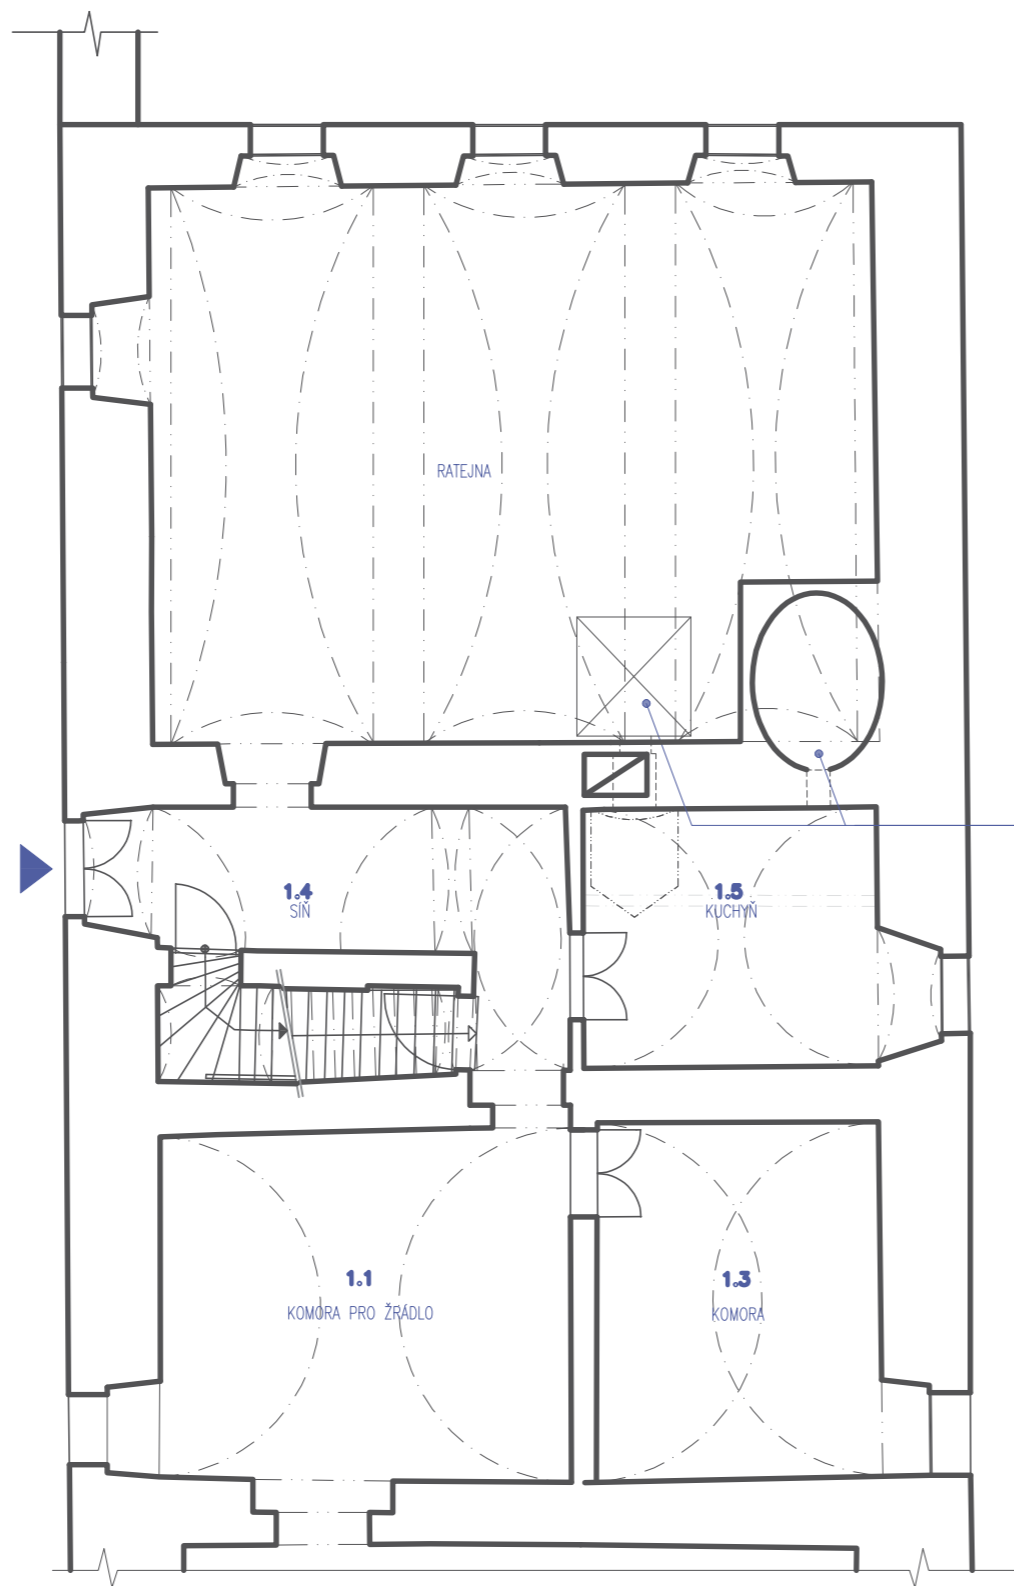 RATEJNA
1.4
SÍŇ
1.5
KUCHYŇ
1.1
KOMORA PRO ŽRÁDLO
1.3
KOMORA